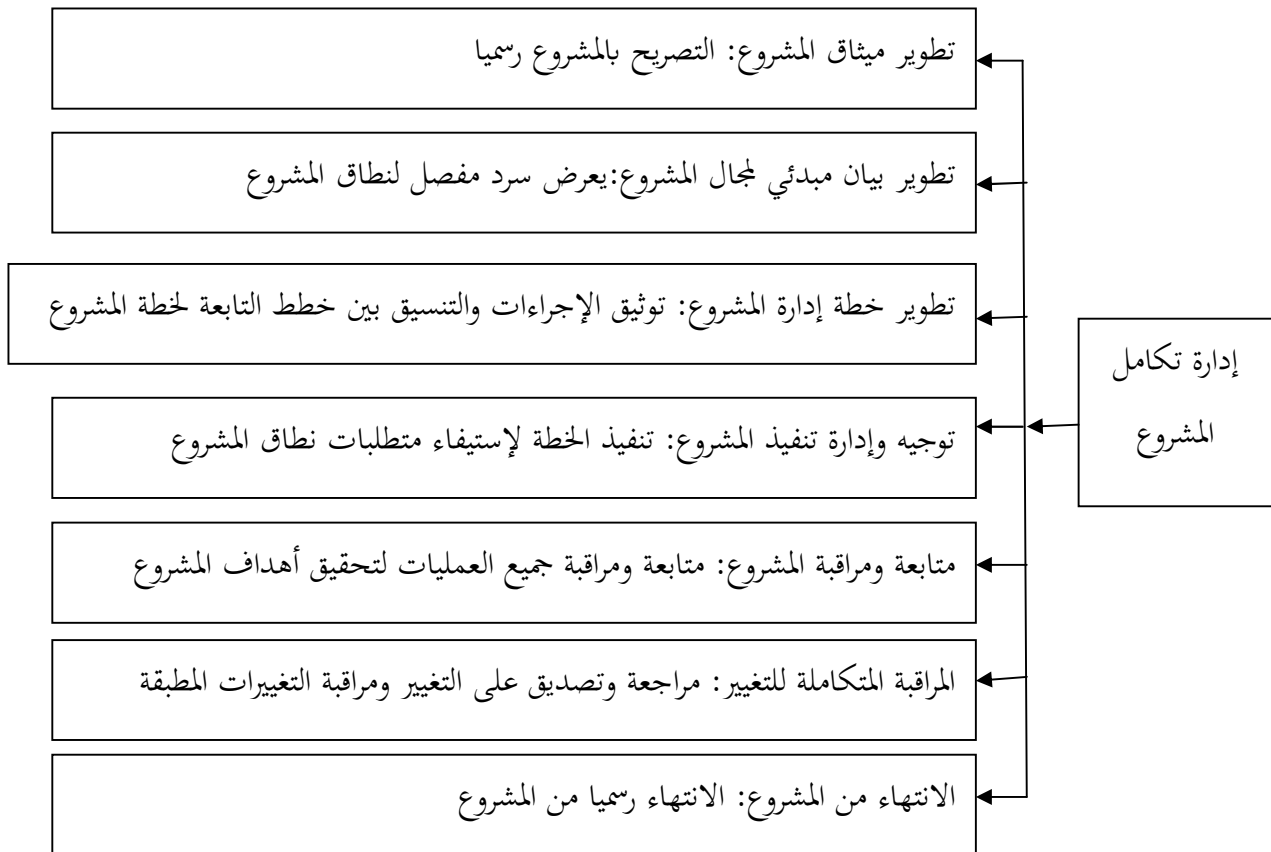 تطوير ميثاق المشروع: التصريح بالمشروع رسميا
تطوير بيان مبدئي لمجال المشروع:يعرض سرد مفصل لنطاق المشروع
تطوير خطة إدارة المشروع: توثيق الإجراءات والتنسيق بين خطط التابعة لخطة المشروع
إدارة تكامل
المشروع
توجيه وإدارة تنفيذ المشروع: تنفيذ الخطة لإستيفاء متطلبات نطاق المشروع
متابعة ومراقبة المشروع: متابعة ومراقبة جميع العمليات لتحقيق أهداف المشروع
المراقبة المتكاملة للتغيير: مراجعة وتصديق على التغيير ومراقبة التغييرات المطبقة
الانتهاء من المشروع: الانتهاء رسميا من المشروع